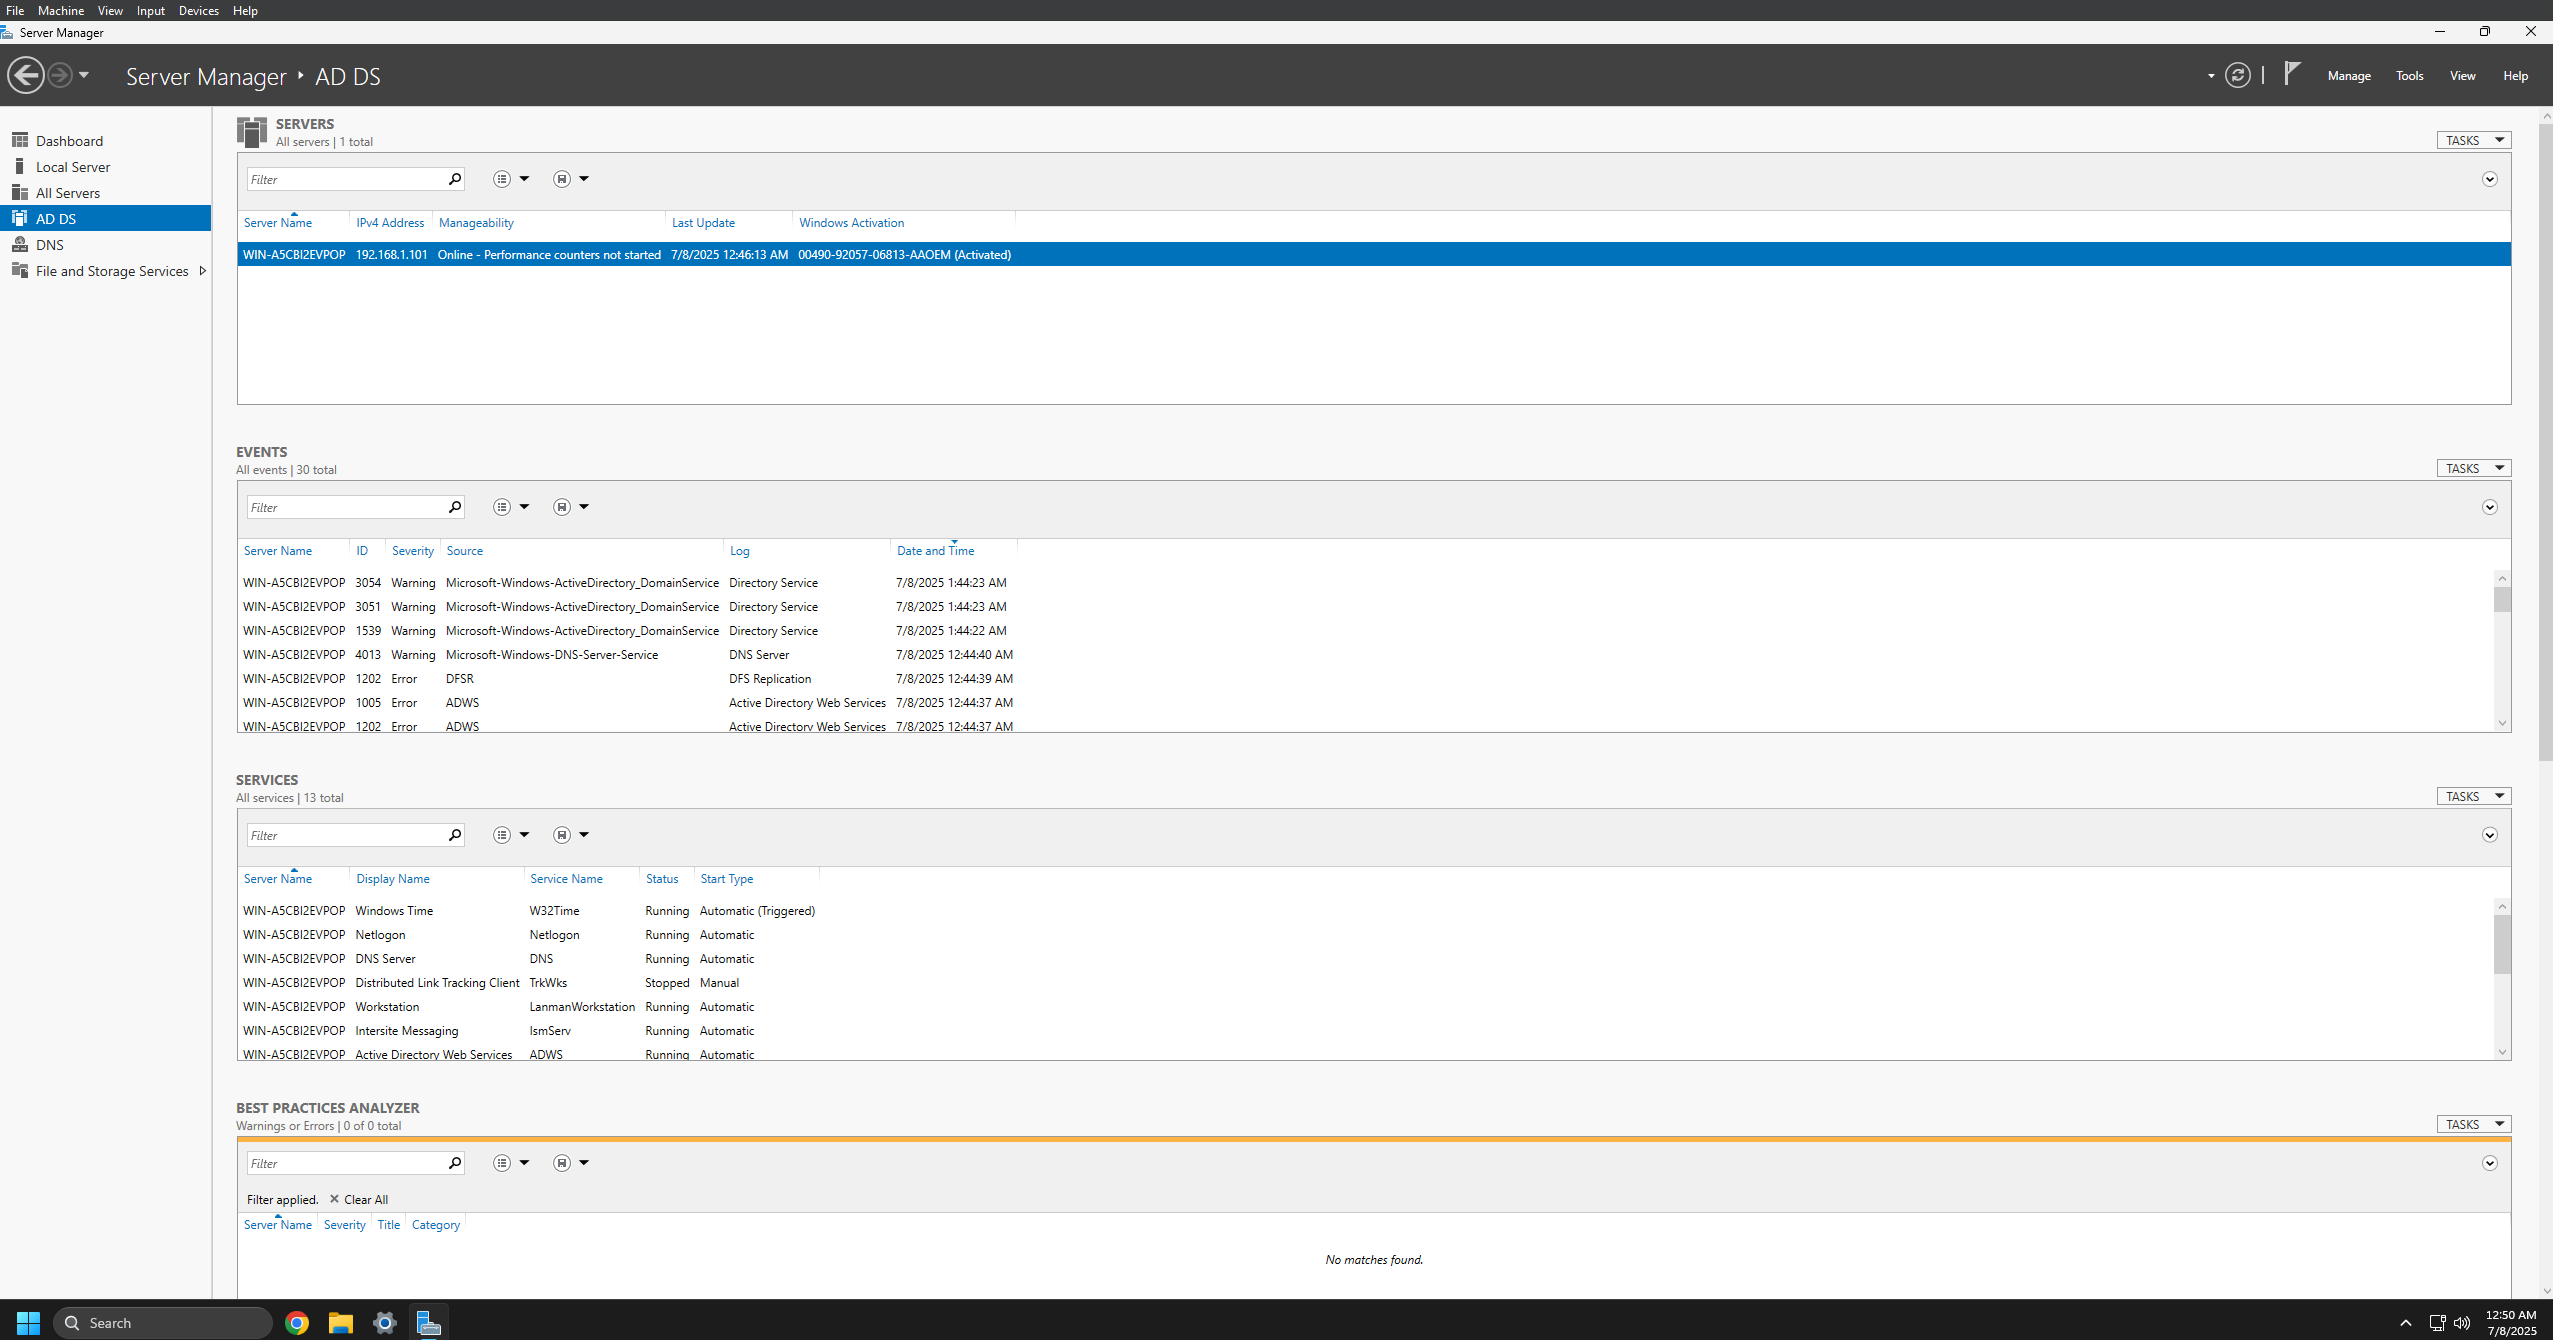 File Machine View Input Devices Help
Server Manager
Server Manager AD DS
Manage Tools View Help
Dashboard
Local Server
All Servers
AD DS
DNS
File and Storage Services
SERVERS
All servers | 1 total
TASKS
Filter
Server Name IPv4 Address Manageability Last Update Windows Activation
WIN-A5CBI2EVPOP 192.168.1.101 Online - Performance counters not started 7/8/2025 12:46:13 AM 00490-92057-06813-AAOEM (Activated)
EVENTS
All events | 30 total
TASKS
Filter
Server Name ID Severity Source Log Date and Time
WIN-A5CBI2EVPOP 3054 Warning Microsoft-Windows-ActiveDirectory_DomainService Directory Service 7/8/2025 1:44:23 AM
WIN-A5CBI2EVPOP 3051 Warning Microsoft-Windows-ActiveDirectory_DomainService Directory Service 7/8/2025 1:44:23 AM
WIN-A5CBI2EVPOP 1539 Warning Microsoft-Windows-ActiveDirectory_DomainService Directory Service 7/8/2025 1:44:22 AM
WIN-A5CBI2EVPOP 4013 Warning Microsoft-Windows-DNS-Server-Service DNS Server 7/8/2025 12:44:40 AM
WIN-A5CBI2EVPOP 1202 Error DFSR DFS Replication 7/8/2025 12:44:39 AM
WIN-A5CBI2EVPOP 1005 Error ADWS Active Directory Web Services 7/8/2025 12:44:37 AM
WIN-A5CBI2EVPOP 1202 Error ADWS Active Directory Web Services 7/8/2025 12:44:37 AM
SERVICES
All services | 13 total
TASKS
Filter
Server Name Display Name Service Name Status Start Type
WIN-A5CBI2EVPOP Windows Time W32Time Running Automatic (Triggered)
WIN-A5CBI2EVPOP Netlogon Netlogon Running Automatic
WIN-A5CBI2EVPOP DNS Server DNS Running Automatic
WIN-A5CBI2EVPOP Distributed Link Tracking Client TrkWks Stopped Manual
WIN-A5CBI2EVPOP Workstation LanmanWorkstation Running Automatic
WIN-A5CBI2EVPOP Intersite Messaging IsmServ Running Automatic
WIN-A5CBI2EVPOP Active Directory Web Services ADWS Running Automatic
BEST PRACTICES ANALYZER
Warnings or Errors | 0 of 0 total
TASKS
Filter
Filter applied. Clear All
Server Name Severity Title Category
No matches found.
Search
12:50 AM
7/8/2025